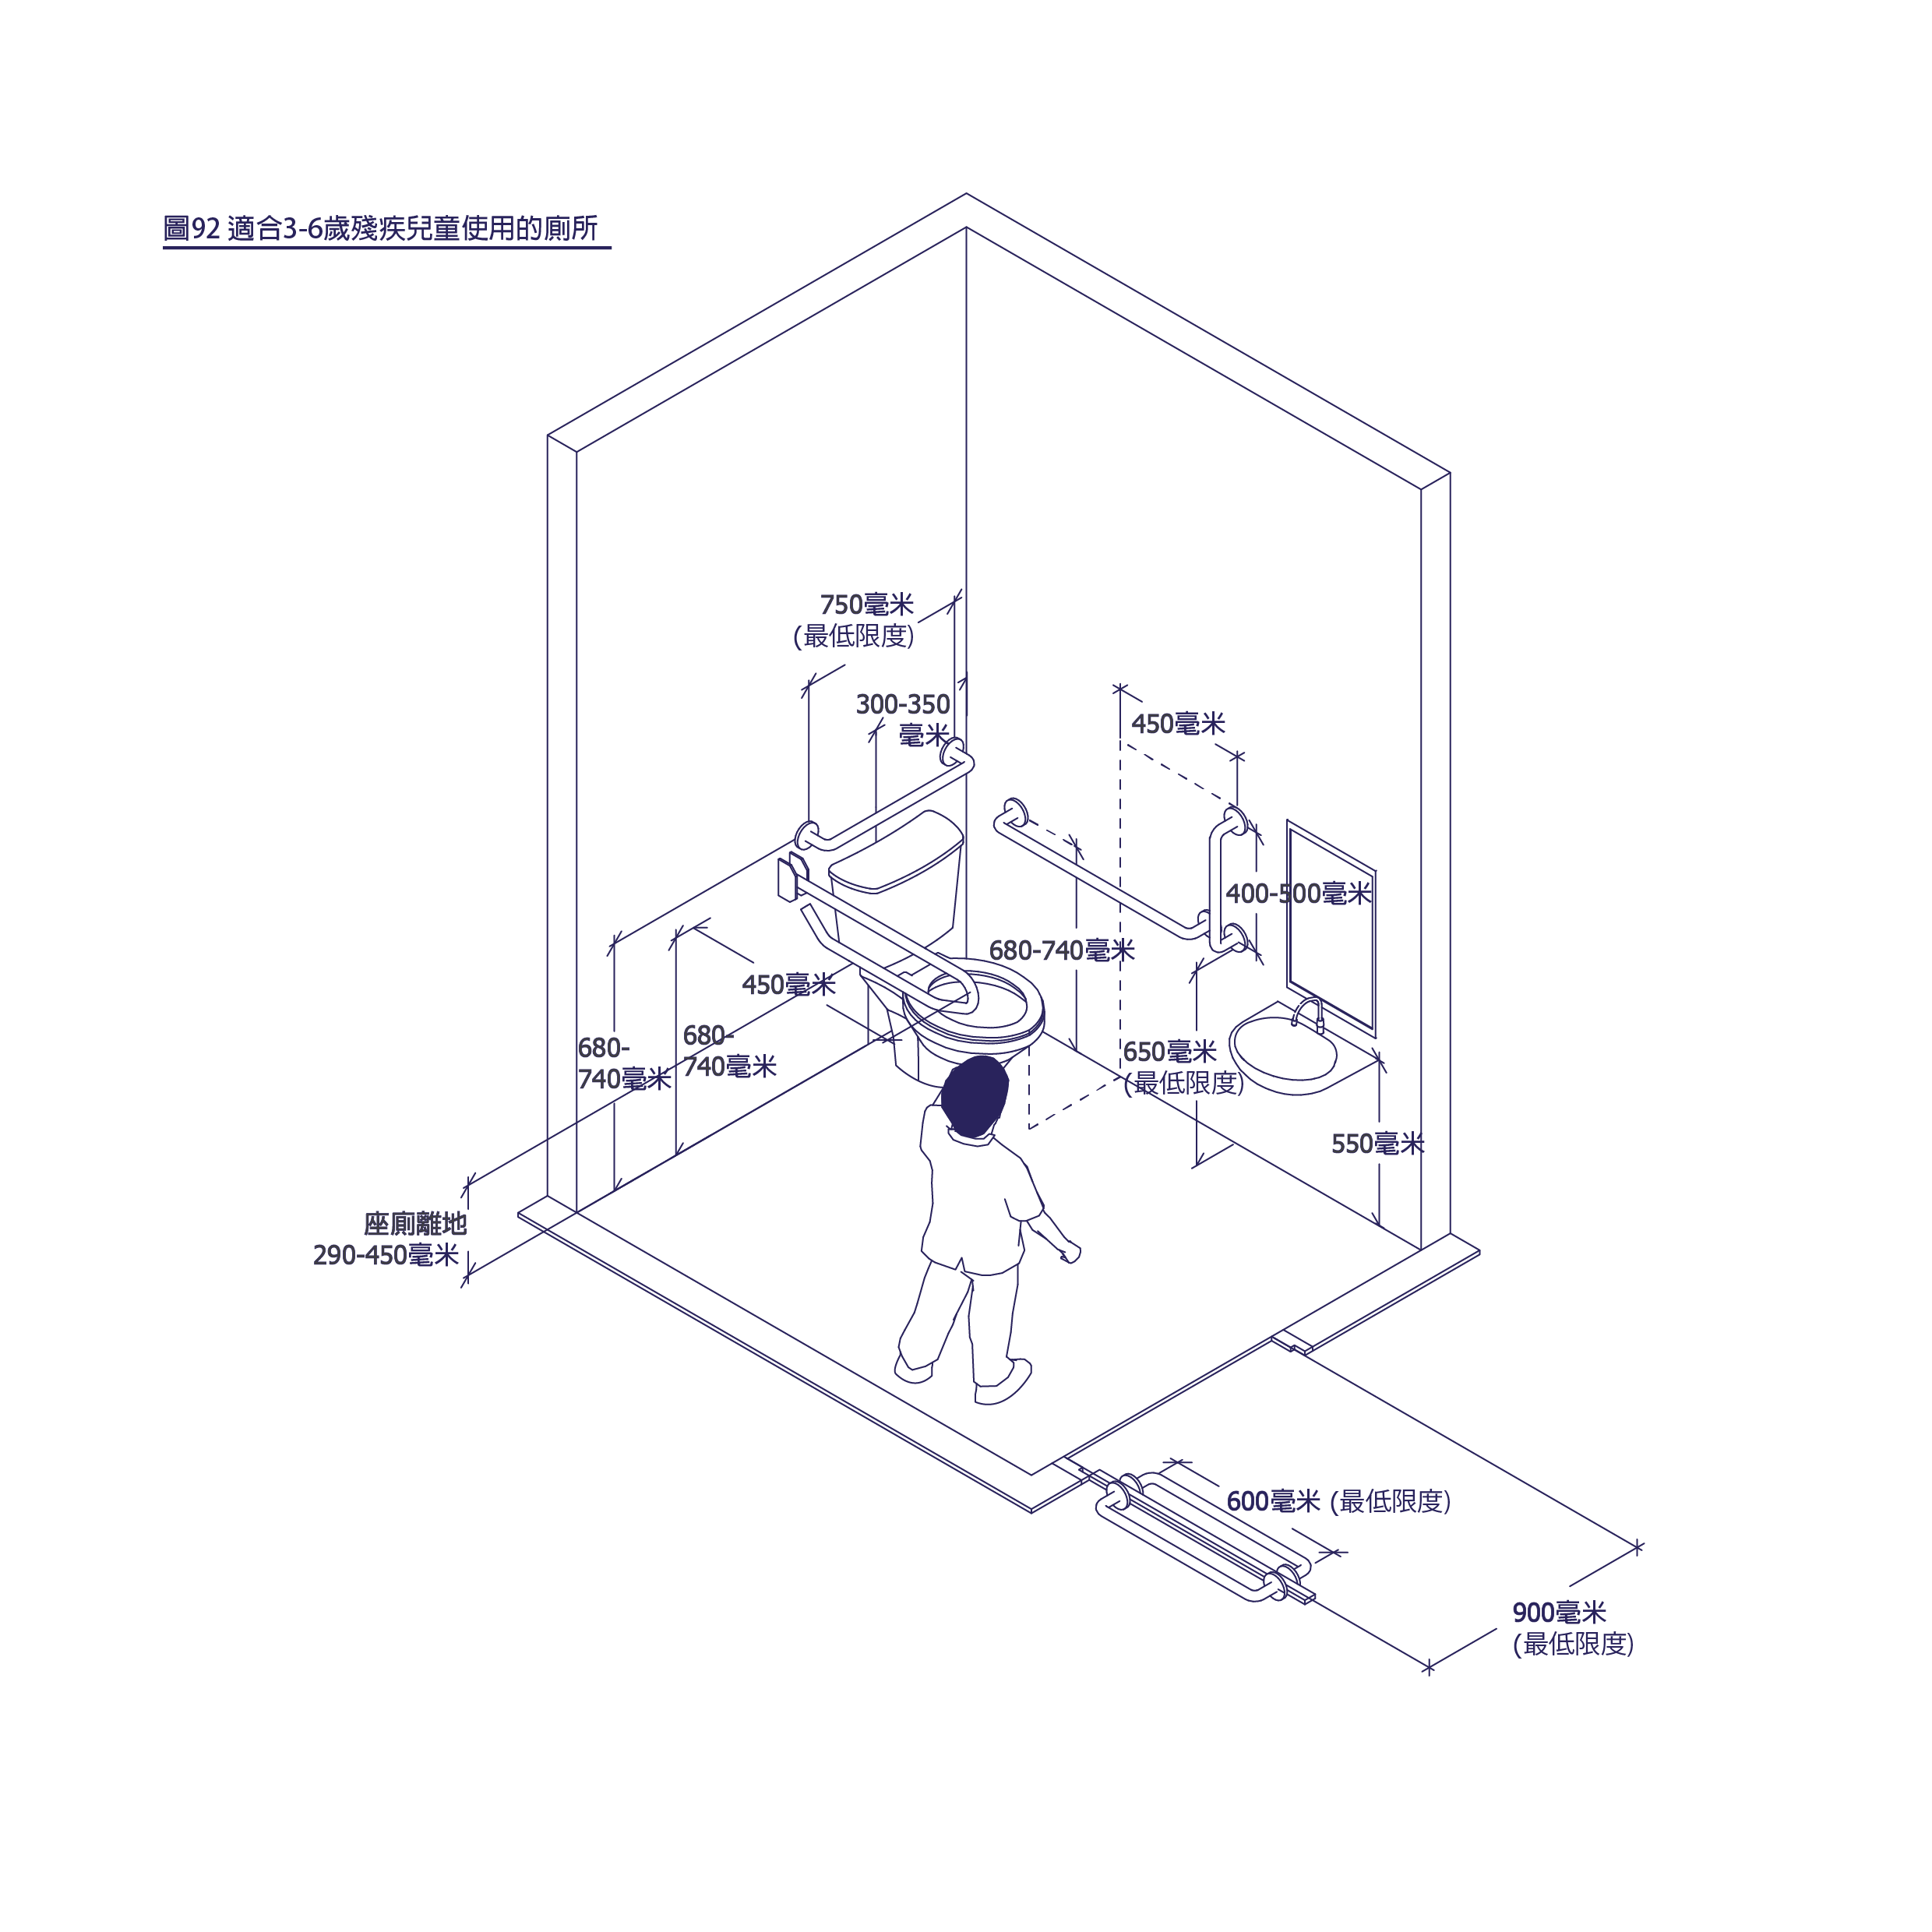 圖92 適合3-6歲殘疾兒童使用的廁所
750毫米
(最低限度)
300-350
毫米
450毫米
400-500毫米
680-740毫米
450毫米
680-
740毫米
680-
740毫米
650毫米
(最低限度)
550毫米
座廁離地
290-450毫米
600毫米 (最低限度)
900毫米
(最低限度)